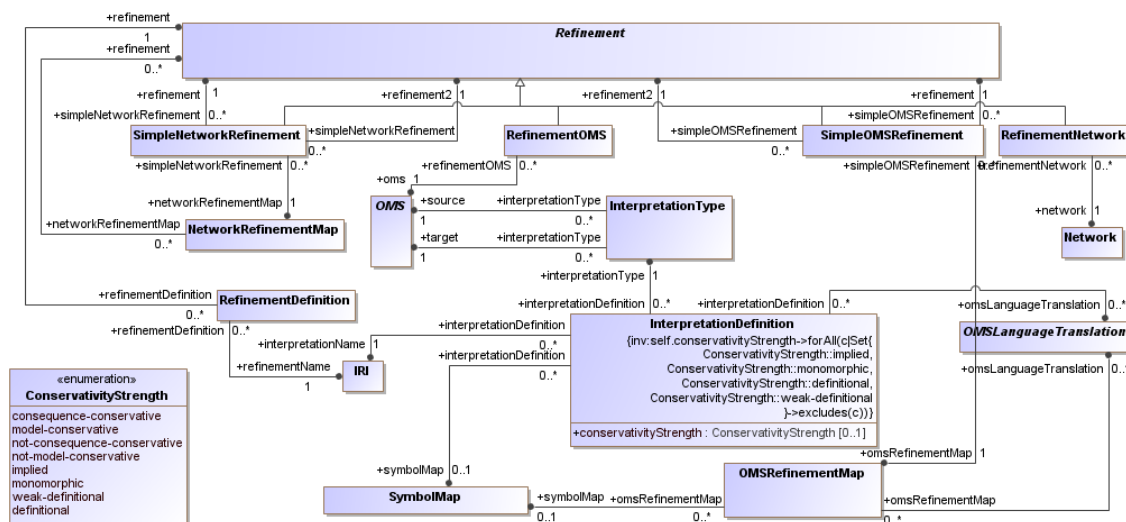 +refinement
1
+refinement
0..*
Refinement
+refinement
1
+simpleNetworkRefinement
0..*
+refinement2
1
+simpleNetworkRefinement
0..*
+refinement2
1
+simpleOMSRefinement
0..*
+refinement
1
+simpleOMSRefinement
0..*
SimpleNetworkRefinement
RefinementOMS
SimpleOMSRefinement
RefinementNetwork
+simpleNetworkRefinement
0..*
+refinementOMS
0..*
+simpleOMSRefinement
0..*
+refinementNetwork
0..*
+oms
1
+networkRefinementMap
1
OMS
+source
1
+interpretationType
0..*
InterpretationType
+target
1
+interpretationType
0..*
+network
1
+networkRefinementMap
0..*
NetworkRefinementMap
Network
+interpretationType
1
+refinementDefinition
0..*
RefinementDefinition
+interpretationDefinition
0..*
+interpretationDefinition
0..*
+omsLanguageTranslation
0..*
+refinementDefinition
0..*
+interpretationDefinition
0..*
+interpretationName
1
+interpretationDefinition
0..*
+refinementName
1
IRI
InterpretationDefinition
{inv:self.conservativityStrength->forAll(c|Set{
ConservativityStrength::implied,
ConservativityStrength::monomorphic,
ConservativityStrength::definitional,
ConservativityStrength::weak-definitional
}->excludes(c))}
+conservativityStrength : ConservativityStrength [0..1]
OMSLanguageTranslation
+omsLanguageTranslation
0..*
«enumeration»
ConservativityStrength
consequence-conservative
model-conservative
not-consequence-conservative
not-model-conservative
implied
monomorphic
weak-definitional
definitional
+omsRefinementMap
1
+symbolMap
0..1
SymbolMap
+symbolMap
0..1
+omsRefinementMap
0..*
OMSRefinementMap
+omsRefinementMap
0..*